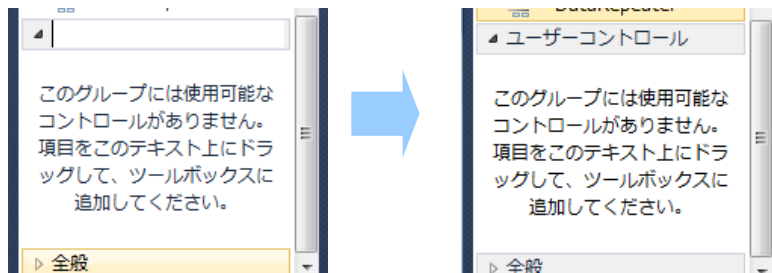 このグループには使用可能な
コントロールがありません。
項目をこのテキスト上にドラ
ッグして、ツールボックスに
追加してください。
全般
DataRepeater
ユーザーコントロール
このグループには使用可能な
コントロールがありません。
項目をこのテキスト上にドラ
ッグして、ツールボックスに
追加してください。
全般